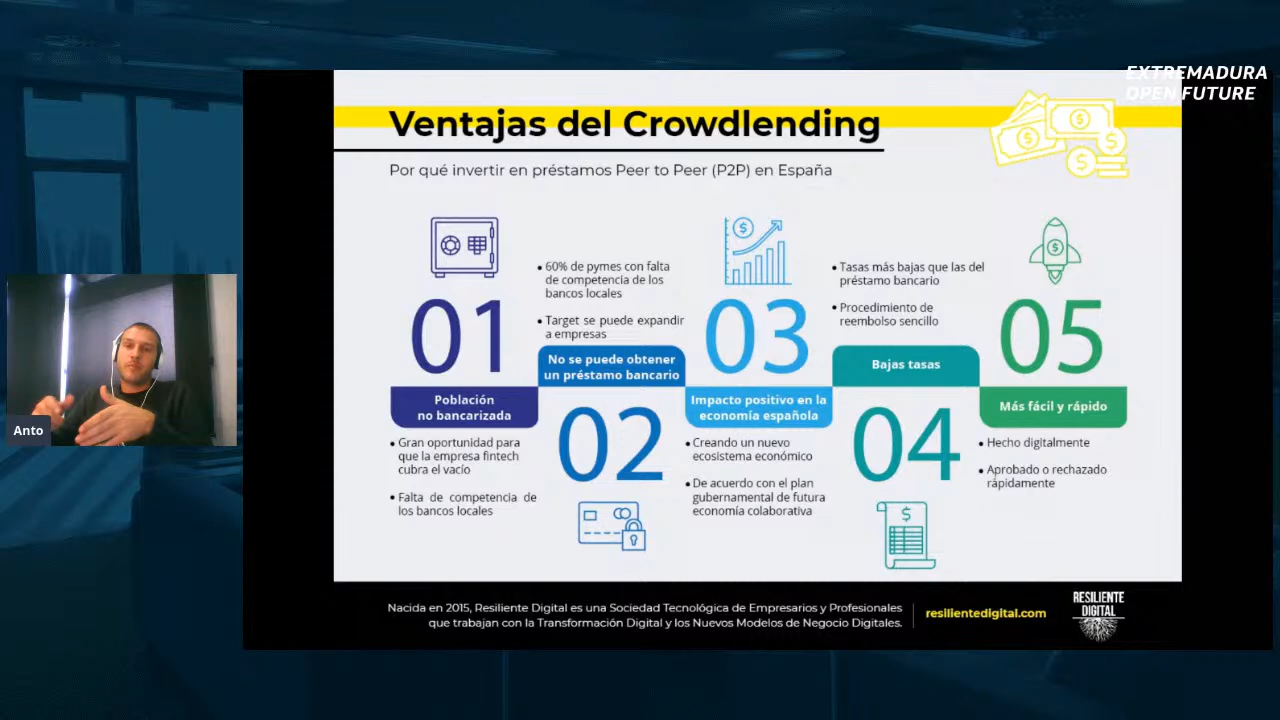 EXTREMADURA
OPEN FUTURE
Ventajas del Crowdlending
Por qué invertir en préstamos Peer to Peer (P2P) en España
01
Población
no bancarizada
• Gran oportunidad para
que la empresa fintech
cubra el vacío
• Falta de competencia de
los bancos locales
• 60% de pymes con falta
de competencia de los
bancos locales
• Target se puede expandir
a empresas
No se puede obtener
un préstamo bancario
02
03
Impacto positivo en la
economía española
• Creando un nuevo
ecosistema económico
• De acuerdo con el plan
gubernamental de futura
economía colaborativa
• Tasas más bajas que las del
préstamo bancario
• Procedimiento de
reembolso sencillo
Bajas tasas
04
05
Más fácil y rápido
• Hecho digitalmente
• Aprobado o rechazado
rápidamente
Anto
Nacida en 2015, Resiliente Digital es una Sociedad Tecnológica de Empresarios y Profesionales
que trabajan con la Transformación Digital y los Nuevos Modelos de Negocio Digitales.
resilientedigital.com
RESILIENTE
DIGITAL